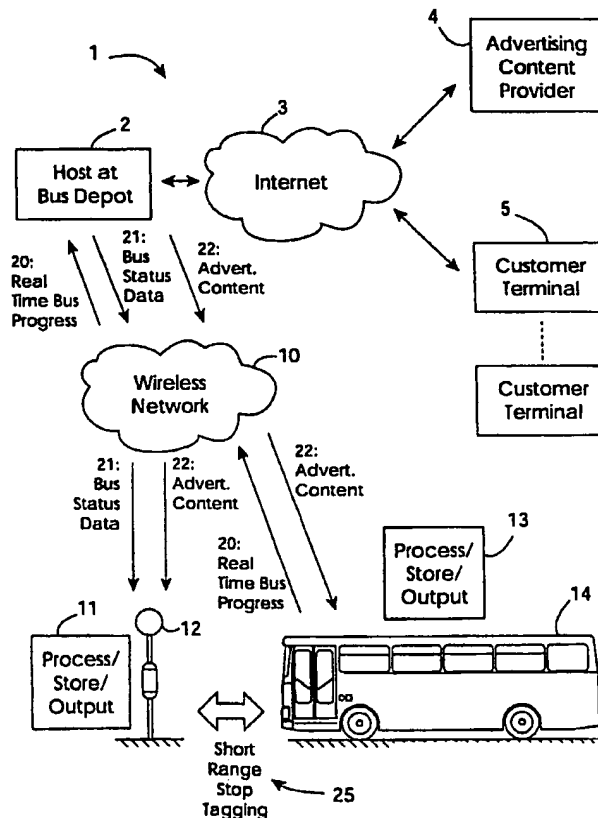 4
Advertising
Content
Provider
1
2
Host at
Bus Depot
3
Internet
5
Customer
Terminal
Customer
Terminal
20:
Real
Time Bus
Progress
21:
Bus
Status
Data
22:
Advert.
Content
10
Wireless
Network
21:
Bus
Status
Data
22:
Advert.
Content
22:
Advert.
Content
20:
Real
Time Bus
Progress
13
Process/
Store/
Output
14
11
Process/
Store/
Output
12
Short
Range
Stop
Tagging
25